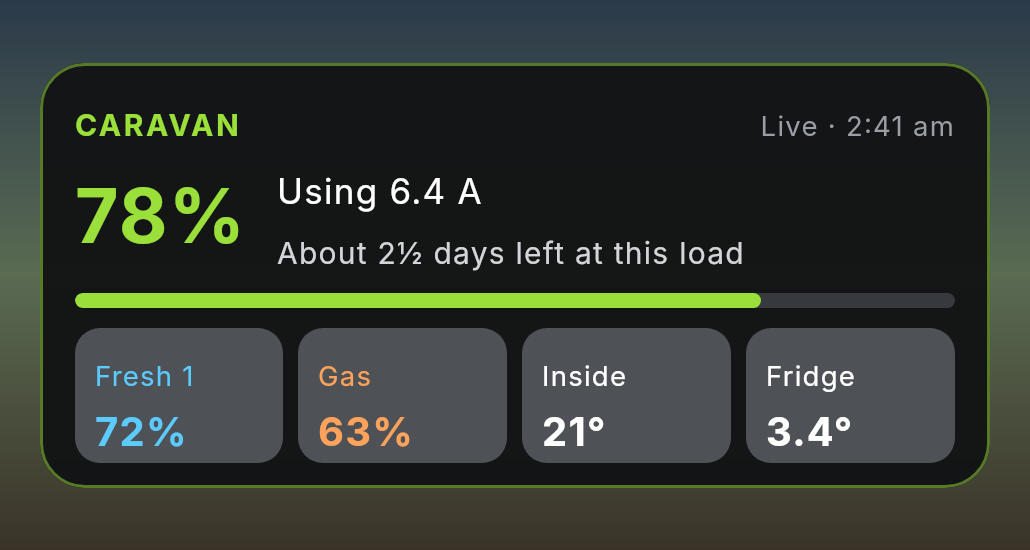 CARAVAN
Live · 2:41 am
78%
Using 6.4 A
About 2½ days left at this load
Fresh 1
72%
Gas
63%
Inside
21°
Fridge
3.4°